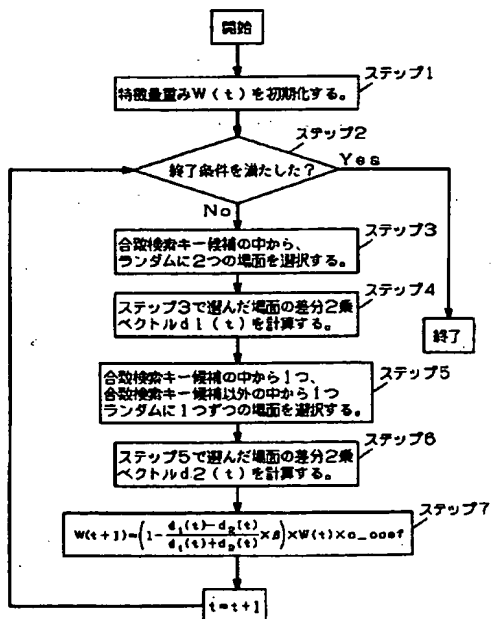 開始
ステップ1
特徴量重みW(t)を初期化する。
ステップ2
終了条件を満たした?
Yes
No
ステップ3
合致検索キー候補の中から、
ランダムに2つの場面を選択する。
ステップ4
ステップ3で選んだ場面の差分2乗
ベクトルd1(t)を計算する。
終了
ステップ5
合致検索キー候補の中から1つ、
合致検索キー候補以外の中から1つ
ランダムに1つずつの場面を選択する。
ステップ6
ステップ5で選んだ場面の差分2乗
ベクトルd2(t)を計算する。
ステップ7
W(t+1)=(1-d₁(t)-d₂(t)/d₁(t)+d₂(t)×β)×W(t)×c_coef
t=t+1